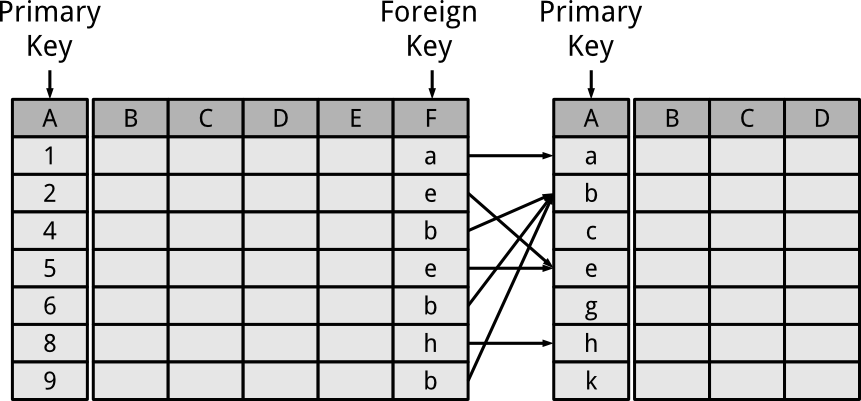 Primary Key Foreign Key Primary Key
A B C D E F A B C D
1 a a
2 e b
4 b c
5 e e
6 b g
8 h h
9 b k